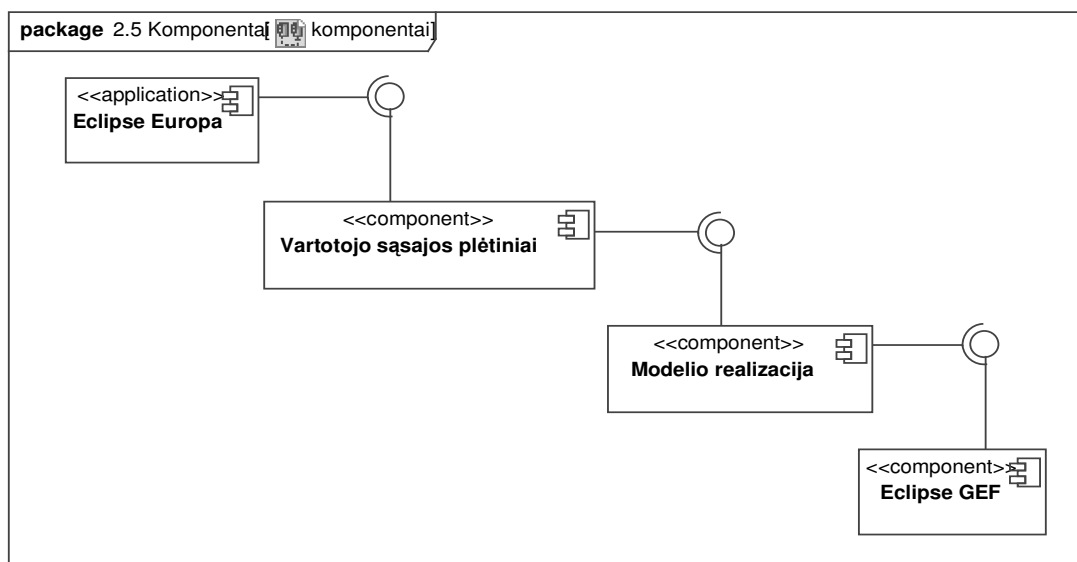 package 2.5 Komponentai[ komponentai]
<<application>>
Eclipse Europa
<<component>>
Vartotojo sąsajos plėtiniai
<<component>>
Modelio realizacija
<<component>>
Eclipse GEF